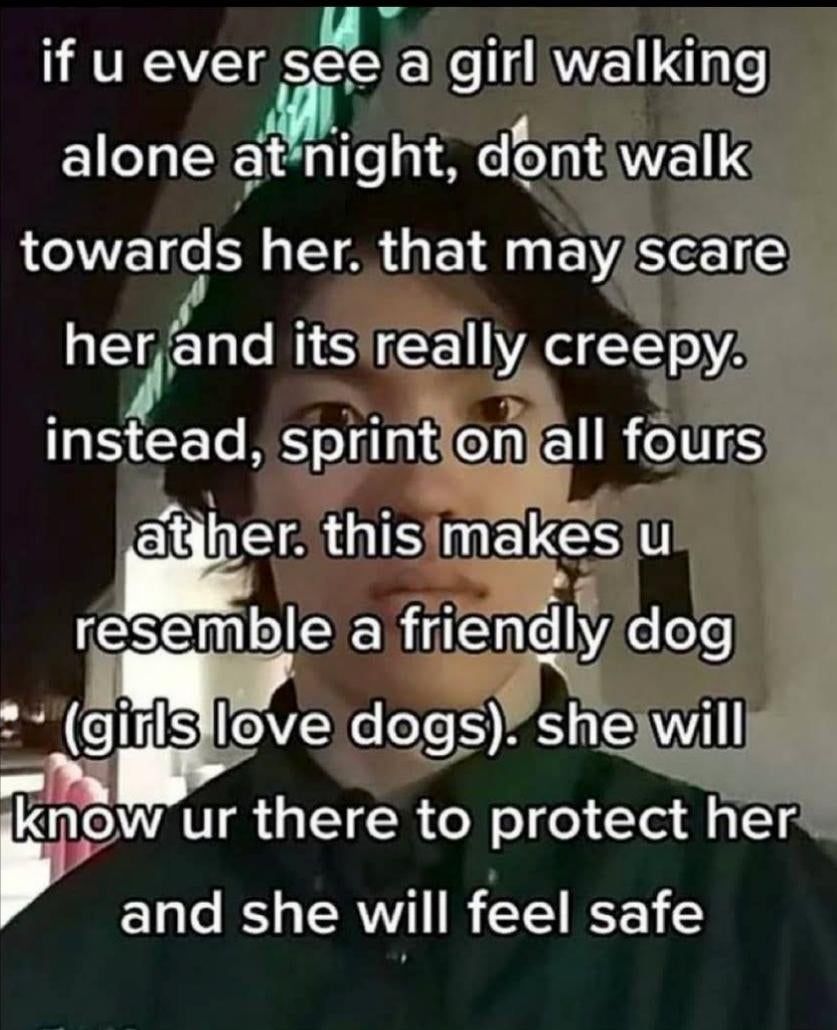 if u ever see a girl walking
alone at night, dont walk
towards her. that may scare
her and its really creepy.
instead, sprint on all fours
at her. this makes u
resemble a friendly dog
(girls love dogs). she will
know ur there to protect her
and she will feel safe